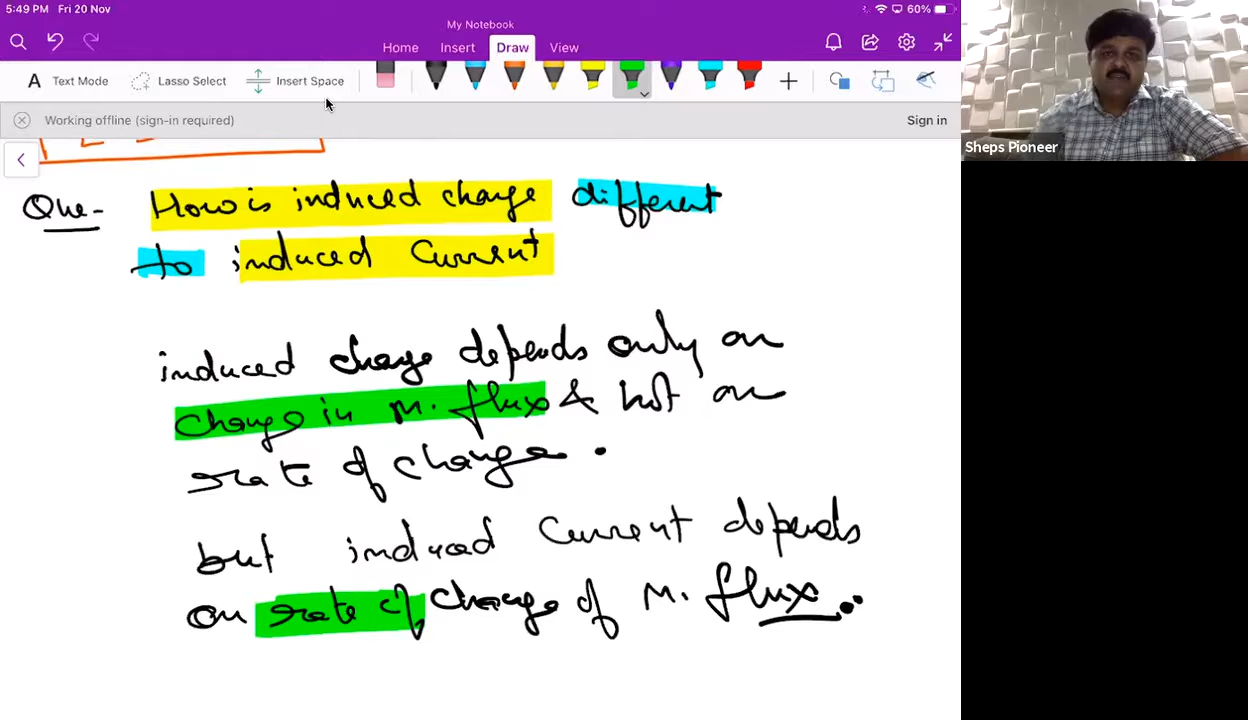 5:49 PM Fri 20 Nov
60%
My Notebook
Home Insert Draw View
A Text Mode Lasso Select Insert Space
Working offline (sign-in required) Sign in
Sheps Pioneer
Que- How is induced charge different
to induced Current
induced charge depends only on
change in M. flux & not on
rate of change.
but induced Current depends
on rate of change of M. flux.